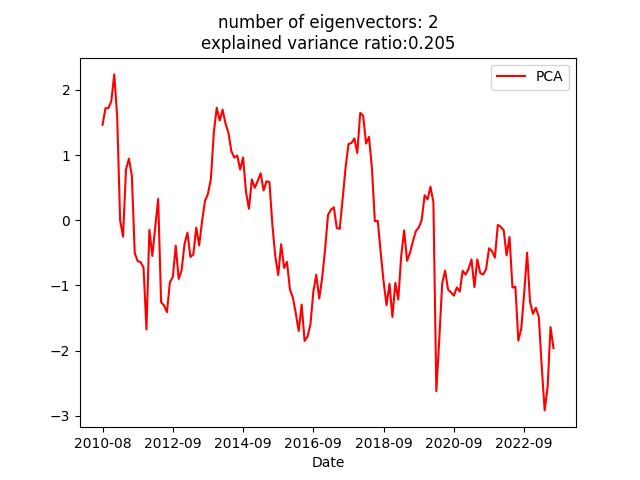 number of eigenvectors: 2
explained variance ratio:0.205
PCA
2
1
0
−1
−2
−3
2010-08 2012-09 2014-09 2016-09 2018-09 2020-09 2022-09
Date